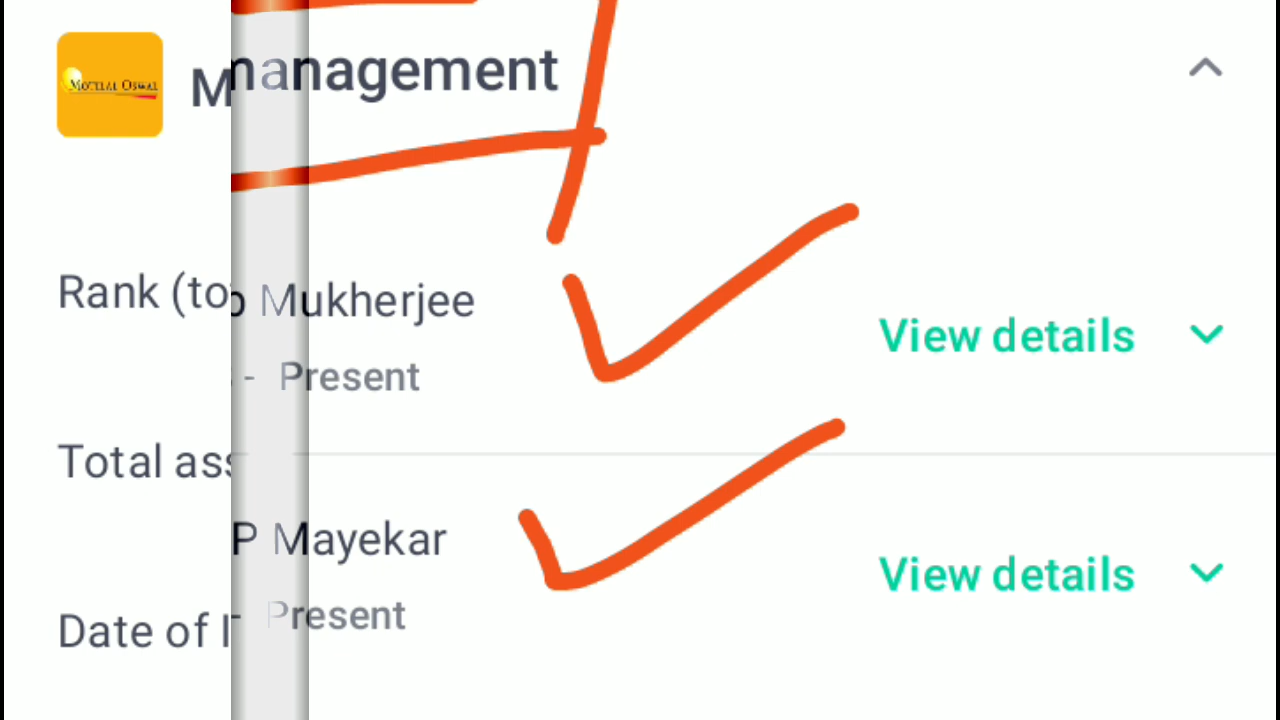 MOTILAL OSWAL
management
Rank (to
Mukherjee
View details
- Present
Total ass
P Mayekar
View details
Present
Date of I